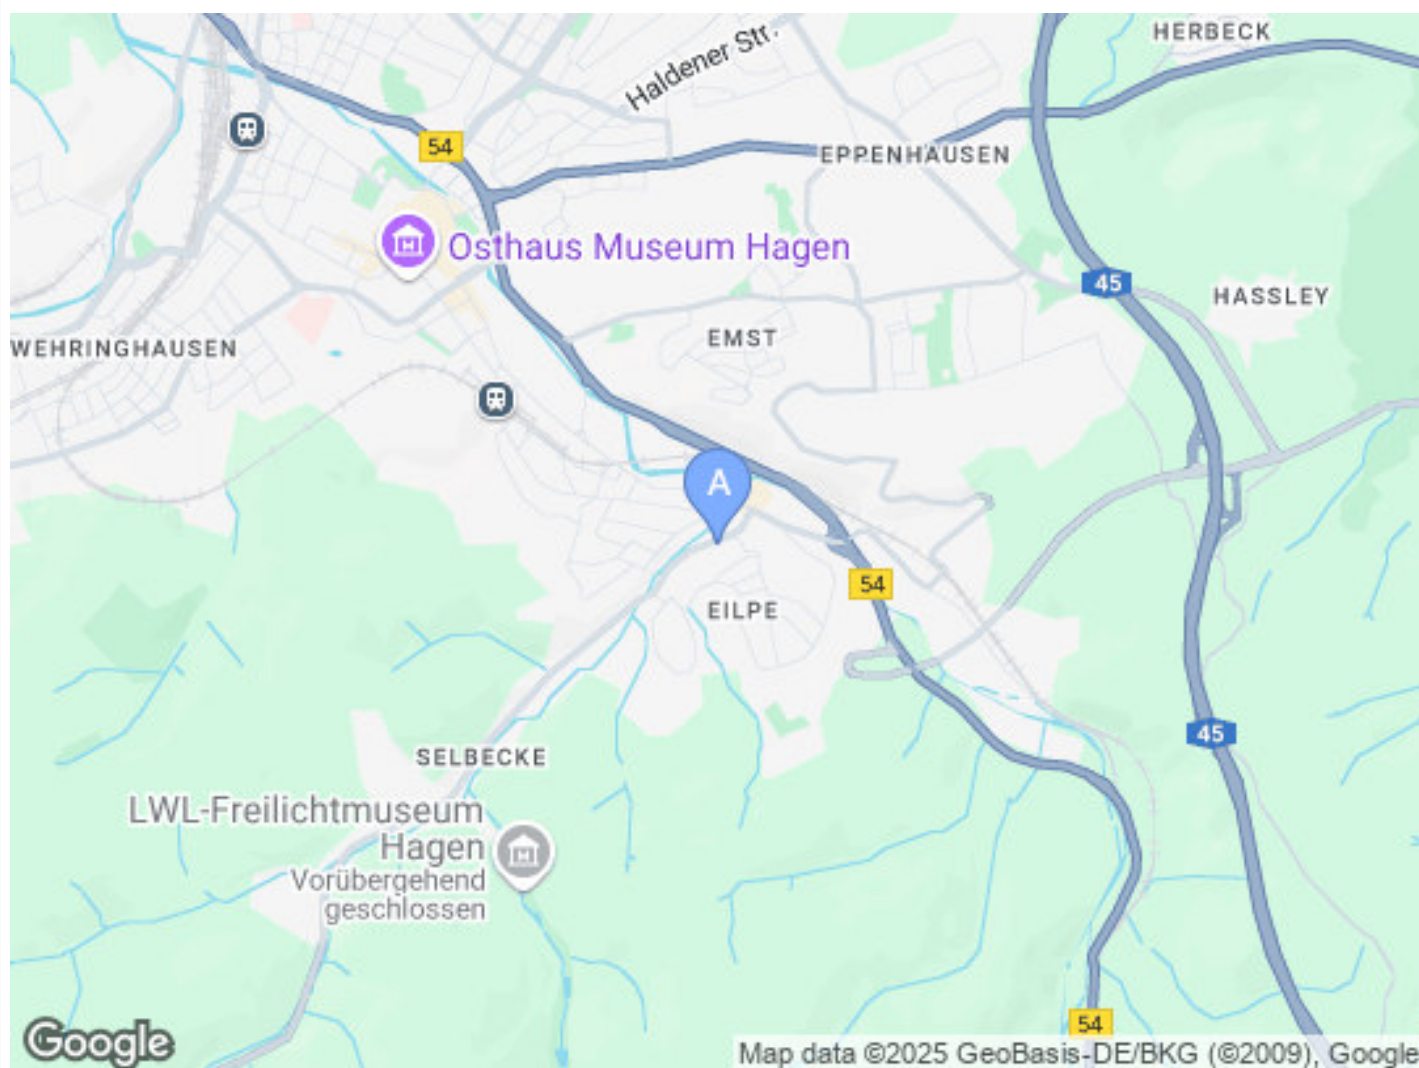 HERBECK
Haldener Str.
54
EPPENHAUSEN
Osthaus Museum Hagen
45
HASSLEY
EMST
WEHRINGHAUSEN
A
54
EILPE
45
SELBECKE
LWL-Freilichtmuseum
Hagen
Vorübergehend
geschlossen
54
Google
Map data ©2025 GeoBasis-DE/BKG (©2009), Google